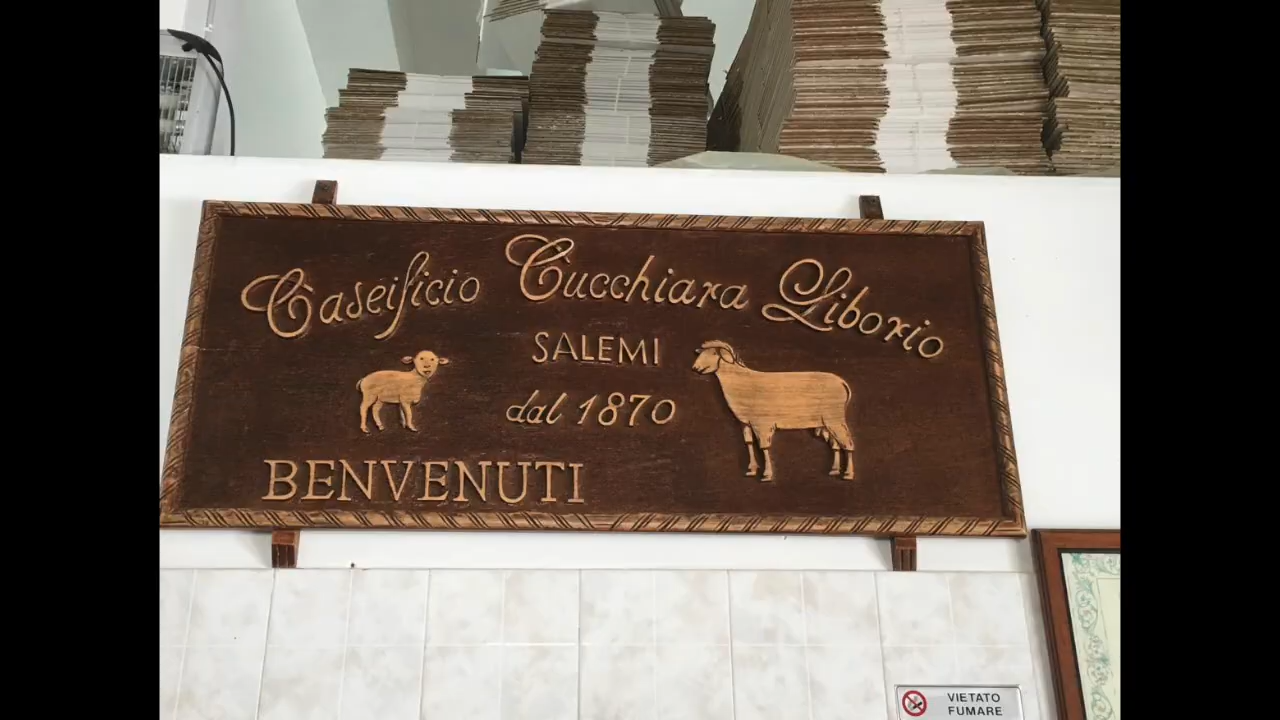 Caseificio Cucchiara Liborio
SALEMI
dal 1870
BENVENUTI
VIETATO
FUMARE